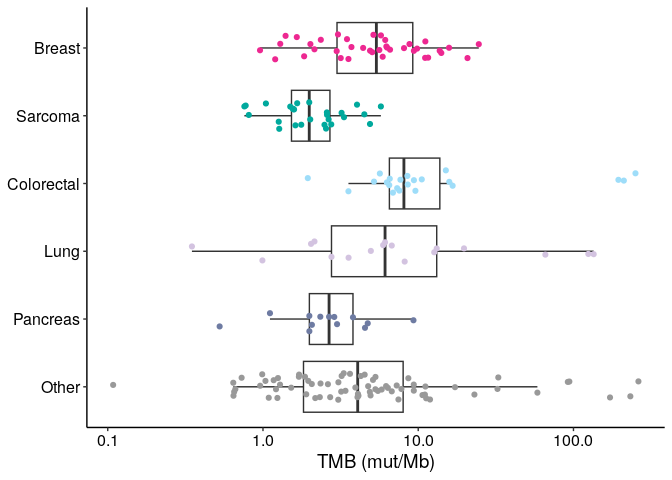 Breast
Sarcoma
Colorectal
Lung
Pancreas
Other
0.1 1.0 10.0 100.0
TMB (mut/Mb)